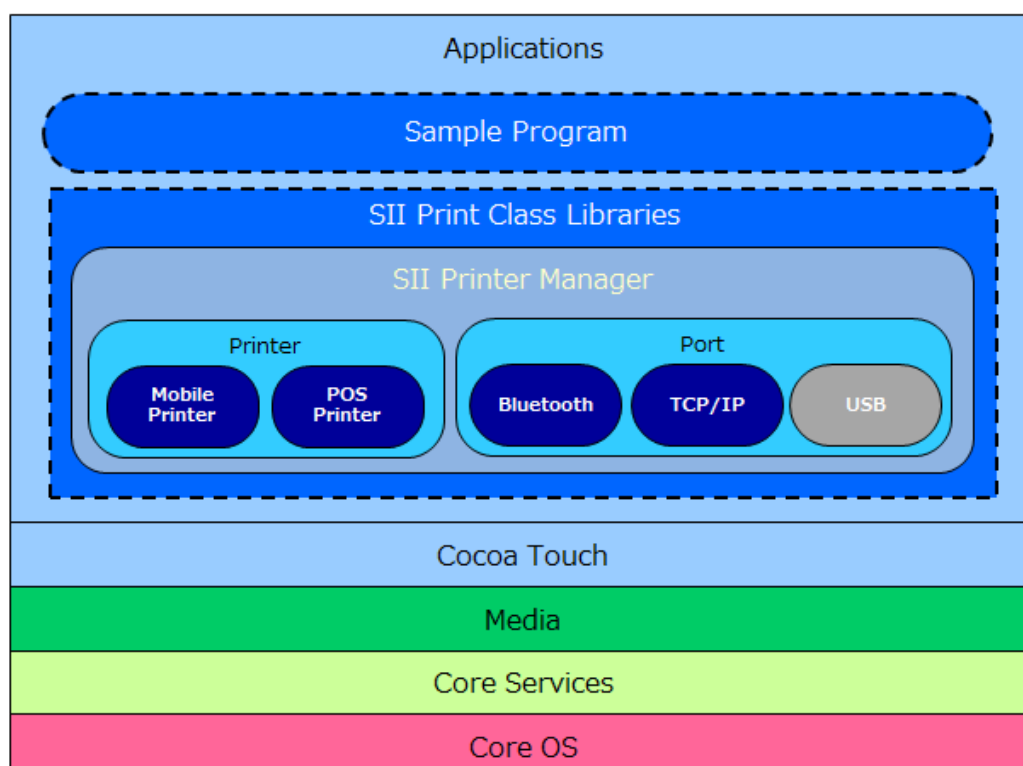 Applications
Sample Program
SII Print Class Libraries
SII Printer Manager
Printer
Mobile
Printer
POS
Printer
Port
Bluetooth
TCP/IP
USB
Cocoa Touch
Media
Core Services
Core OS